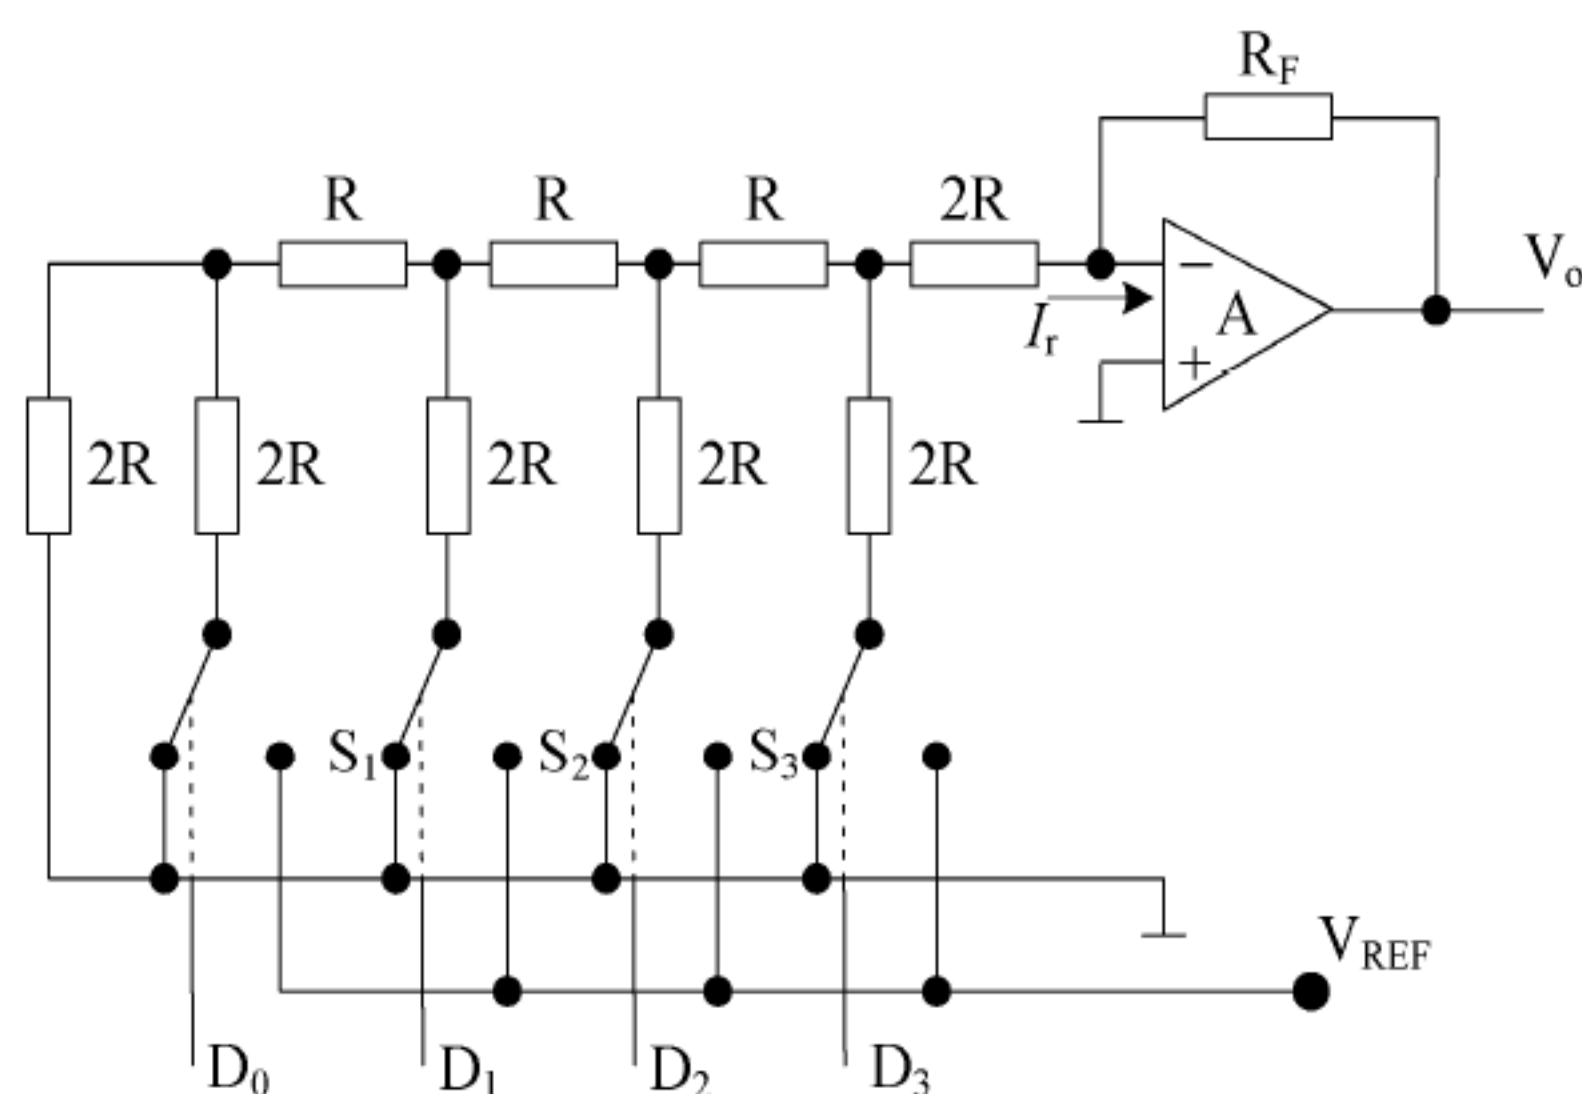 R_F
R R R 2R
V_o
− A
I_r
+
2R 2R 2R 2R 2R
S_1 S_2 S_3
V_REF
D_0 D_1 D_2 D_3